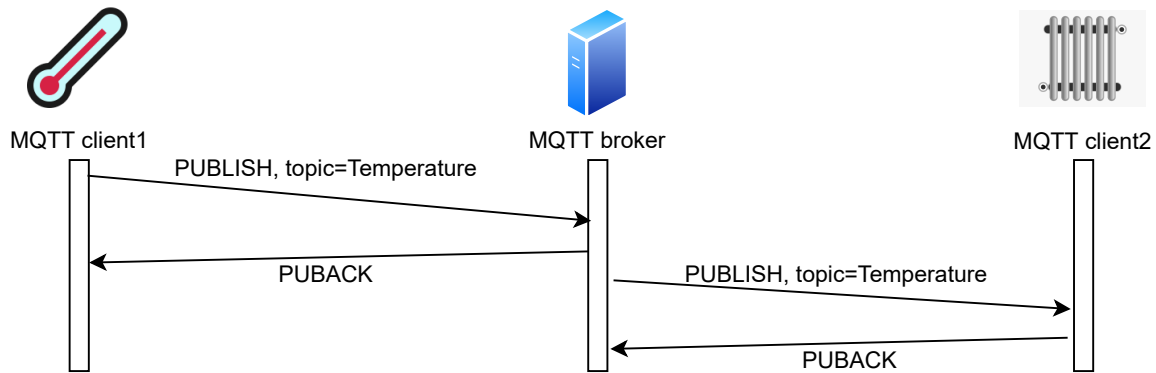 MQTT client1
MQTT broker
MQTT client2
PUBLISH, topic=Temperature
PUBACK
PUBLISH, topic=Temperature
PUBACK